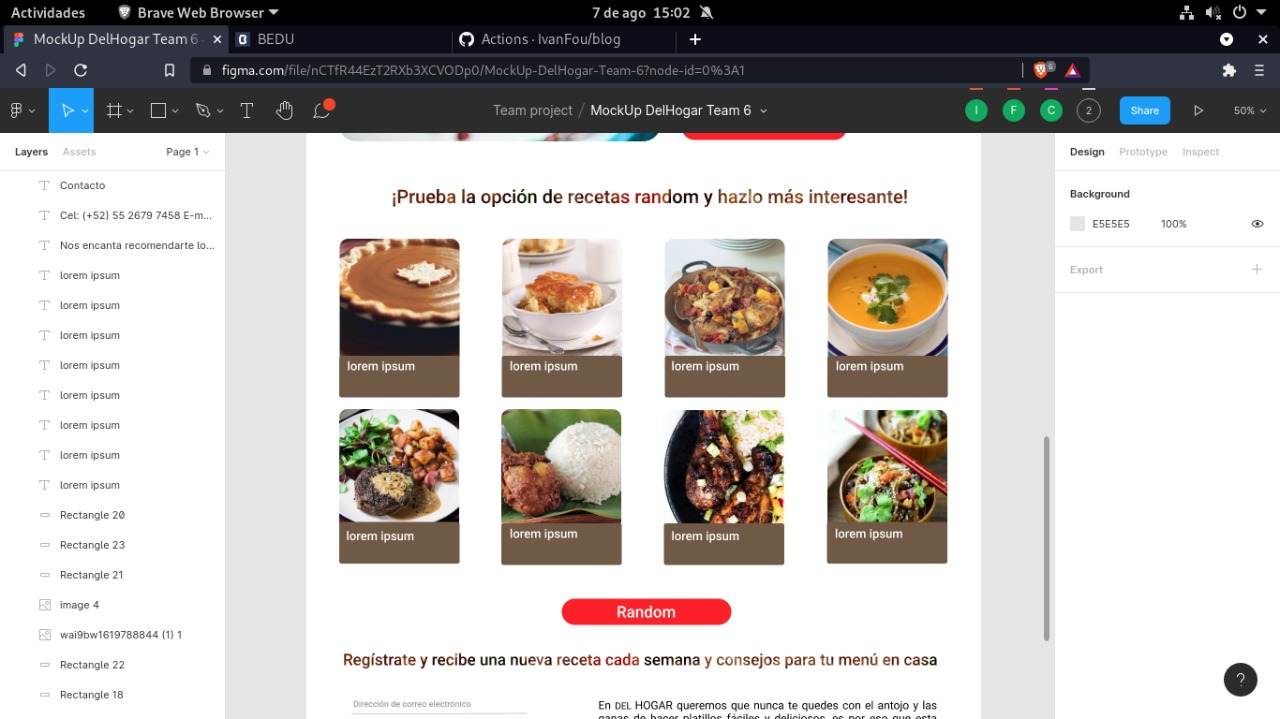 Actividades
Brave Web Browser
7 de ago 15:02
MockUp DelHogar Team 6 -
BEDU
Actions · IvanFou/blog
figma.com/file/nCTfR44EzT2RXb3XCVODp0/MockUp-DelHogar-Team-6?node-id=0%3A1
6
Team project / MockUp DelHogar Team 6
I
F
C
2
Share
50%
Layers
Assets
Page 1
Contacto
Cel: (+52) 55 2679 7458 E-m...
Nos encanta recomendarte lo...
lorem ipsum
lorem ipsum
lorem ipsum
lorem ipsum
lorem ipsum
lorem ipsum
lorem ipsum
lorem ipsum
Rectangle 20
Rectangle 23
Rectangle 21
image 4
wai9bw1619788844 (1) 1
Rectangle 22
Rectangle 18
¡Prueba la opción de recetas random y hazlo más interesante!
lorem ipsum
lorem ipsum
lorem ipsum
lorem ipsum
lorem ipsum
lorem ipsum
lorem ipsum
lorem ipsum
Random
Regístrate y recibe una nueva receta cada semana y consejos para tu menú en casa
Dirección de correo electrónico
En DEL HOGAR queremos que nunca te quedes con el antojo y las
ganas de hacer platillos fáciles y deliciosos, es por eso que esta
Design
Prototype
Inspect
Background
E5E5E5
100%
Export
?